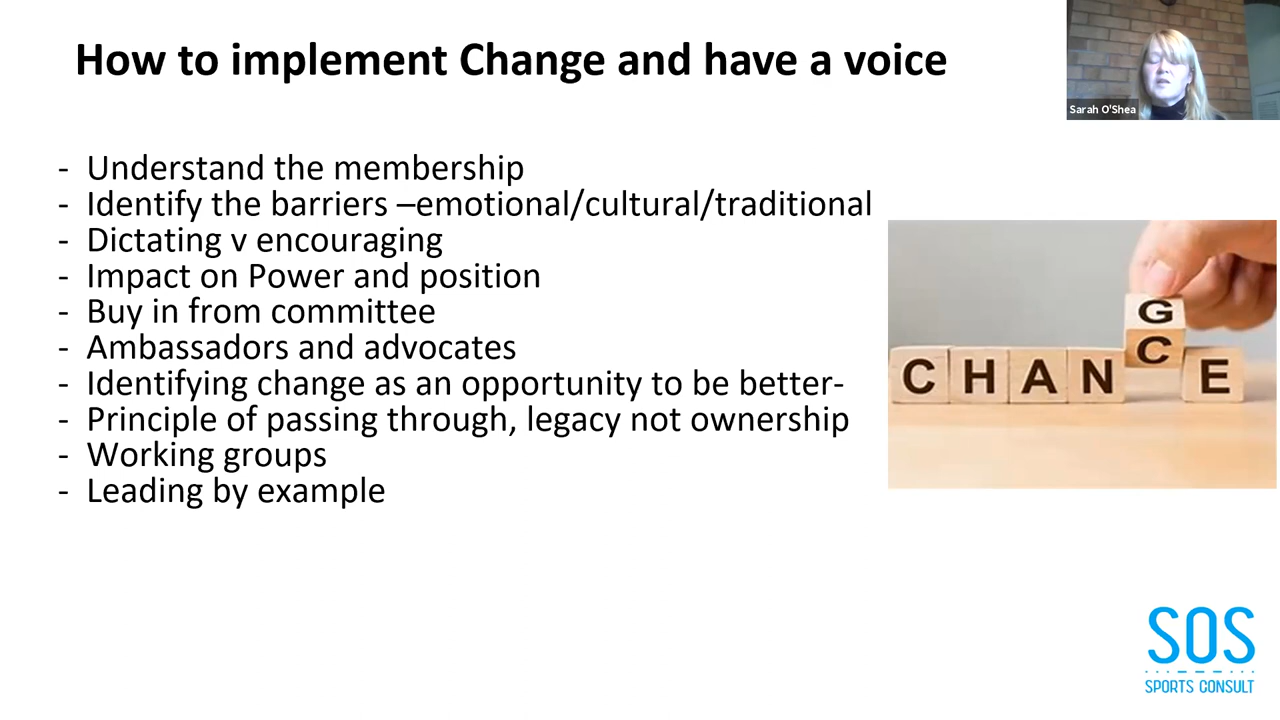 How to implement Change and have a voice
Sarah O'Shea
- Understand the membership
- Identify the barriers –emotional/cultural/traditional
- Dictating v encouraging
- Impact on Power and position
- Buy in from committee
- Ambassadors and advocates
- Identifying change as an opportunity to be better-
- Principle of passing through, legacy not ownership
- Working groups
- Leading by example
G
C H A N C E
SOS
SPORTS CONSULT